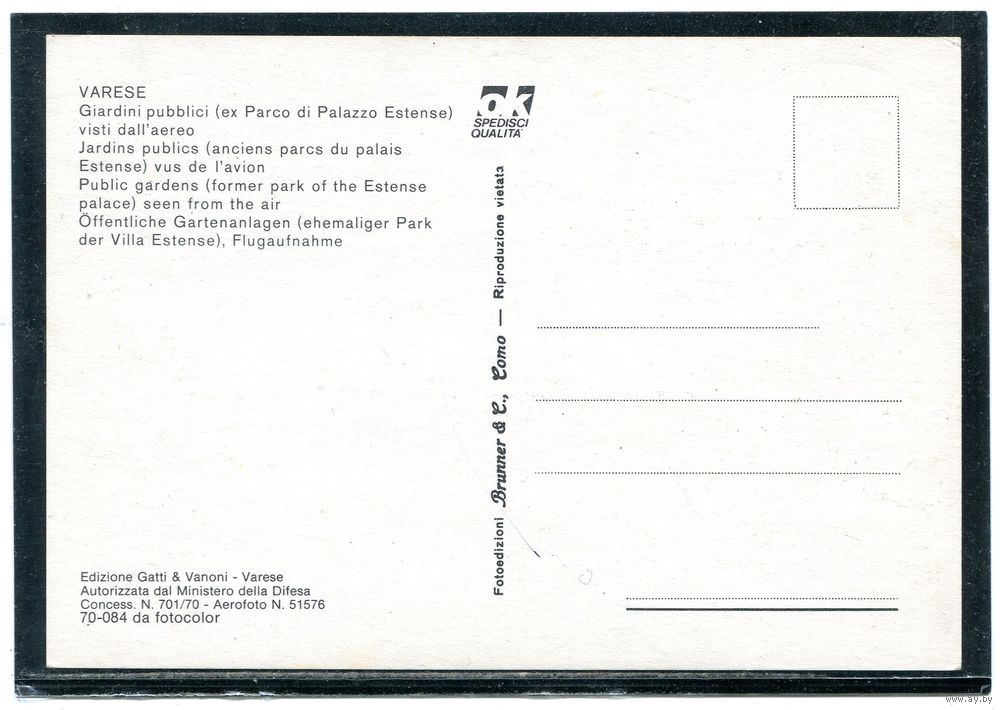 VARESE
Giardini pubblici (ex Parco di Palazzo Estense)
visti dall'aereo
Jardins publics (anciens parcs du palais
Estense) vus de l'avion
Public gardens (former park of the Estense
palace) seen from the air
Öffentliche Gartenanlagen (ehemaliger Park
der Villa Estense), Flugaufnahme
Edizione Gatti & Vanoni - Varese
Autorizzata dal Ministero della Difesa
Concess. N. 701/70 - Aerofoto N. 51576
70-084 da fotocolor
ok
SPEDISCI
QUALITA'
Fotoedizioni Brunner & C., Como — Riproduzione vietata
www.ay.by